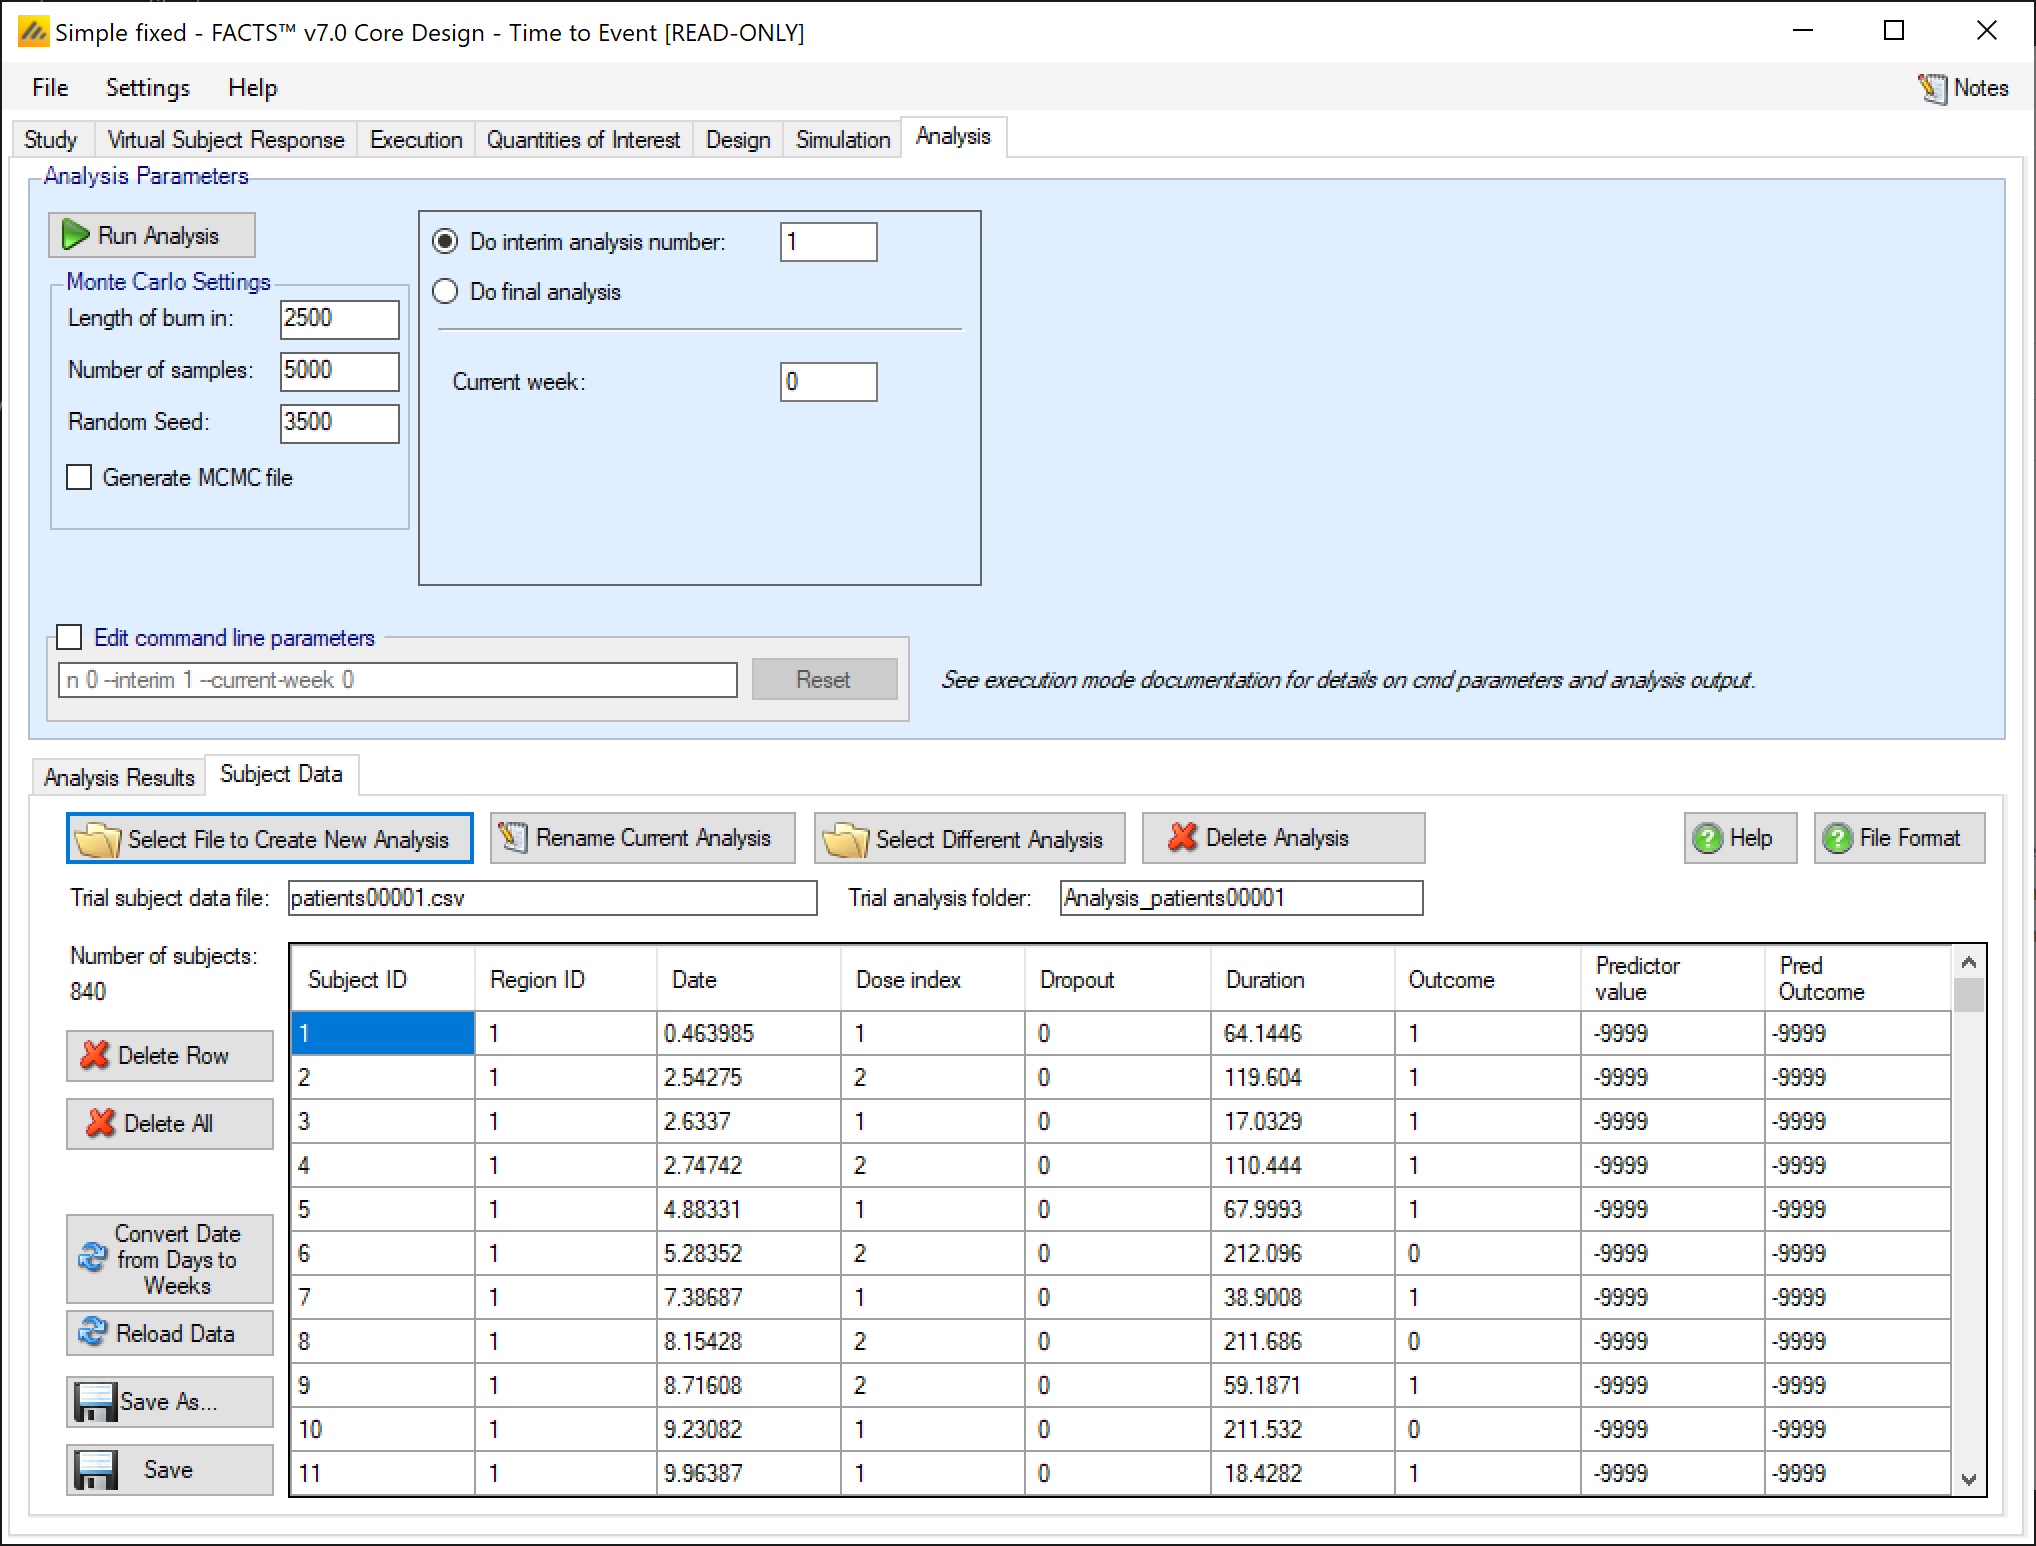 Simple fixed - FACTS™ v7.0 Core Design - Time to Event [READ-ONLY]
File Settings Help Notes
Study Virtual Subject Response Execution Quantities of Interest Design Simulation Analysis
Analysis Parameters
Run Analysis
Monte Carlo Settings
Length of burn in: 2500
Number of samples: 5000
Random Seed: 3500
Generate MCMC file
Do interim analysis number: 1
Do final analysis
Current week: 0
Edit command line parameters
n 0 --interim 1 --current-week 0 Reset
See execution mode documentation for details on cmd parameters and analysis output.
Analysis Results Subject Data
Select File to Create New Analysis Rename Current Analysis Select Different Analysis Delete Analysis Help File Format
Trial subject data file: patients00001.csv Trial analysis folder: Analysis_patients00001
Number of subjects:
840
Delete Row
Delete All
Convert Date
from Days to
Weeks
Reload Data
Save As...
Save
Subject ID Region ID Date Dose index Dropout Duration Outcome Predictor value Pred Outcome
1 1 0.463985 1 0 64.1446 1 -9999 -9999
2 1 2.54275 2 0 119.604 1 -9999 -9999
3 1 2.6337 1 0 17.0329 1 -9999 -9999
4 1 2.74742 2 0 110.444 1 -9999 -9999
5 1 4.88331 1 0 67.9993 1 -9999 -9999
6 1 5.28352 2 0 212.096 0 -9999 -9999
7 1 7.38687 1 0 38.9008 1 -9999 -9999
8 1 8.15428 2 0 211.686 0 -9999 -9999
9 1 8.71608 2 0 59.1871 1 -9999 -9999
10 1 9.23082 1 0 211.532 0 -9999 -9999
11 1 9.96387 1 0 18.4282 1 -9999 -9999